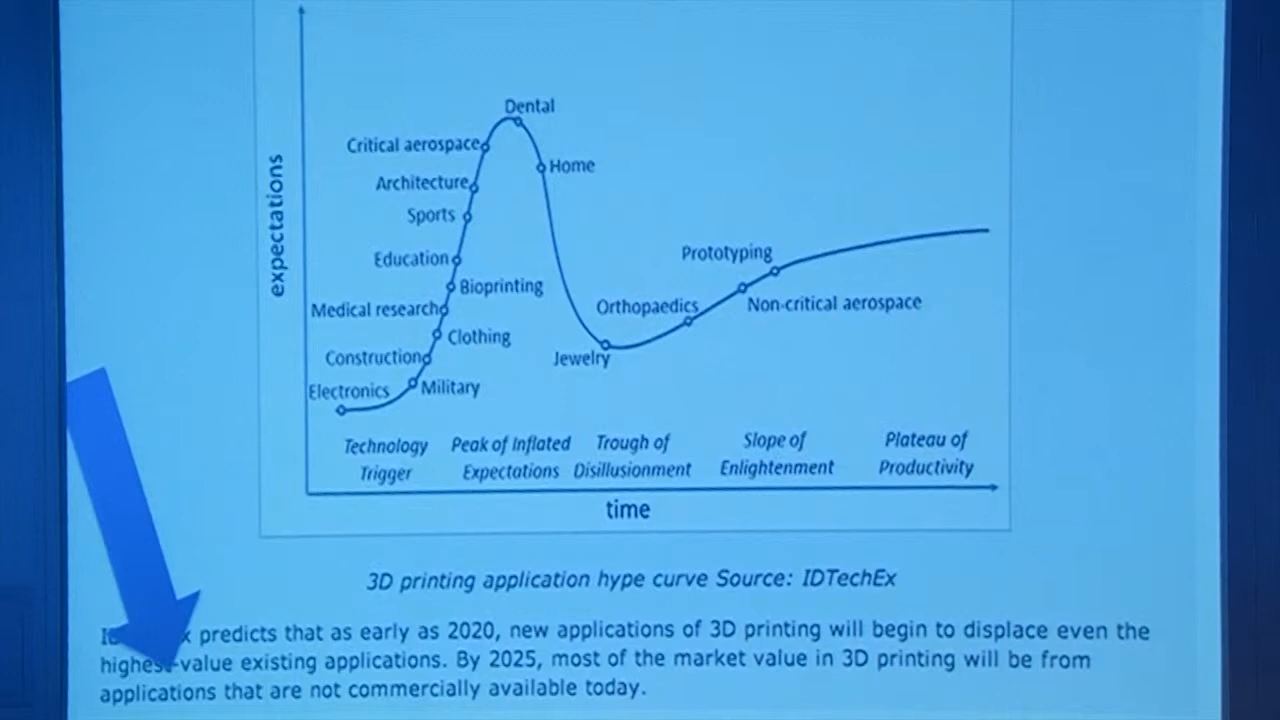 Dental
Critical aerospace
Home
Architecture
Sports
expectations
Education
Prototyping
Bioprinting
Medical research
Orthopaedics
Non-critical aerospace
Clothing
Construction
Jewelry
Electronics
Military
Technology Trigger
Peak of Inflated Expectations
Trough of Disillusionment
Slope of Enlightenment
Plateau of Productivity
time
3D printing application hype curve Source: IDTechEx
predicts that as early as 2020, new applications of 3D printing will begin to displace even the
highest-value existing applications. By 2025, most of the market value in 3D printing will be from
applications that are not commercially available today.